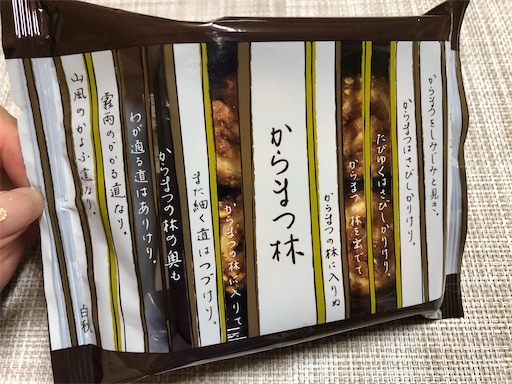 からまつをしみじみと見き。
からまつはさびしかりけり。
たびゆくはさびしかりけり。
からまつの林を出でて
からまつの林に入りぬ
からまつ林
からまつの林に入りて
また細く道はつづけり。
からまつの林の奥も
わが通る道はありけり。
霧雨のかかる道なり。
山風のかよふ道なり。
白秋